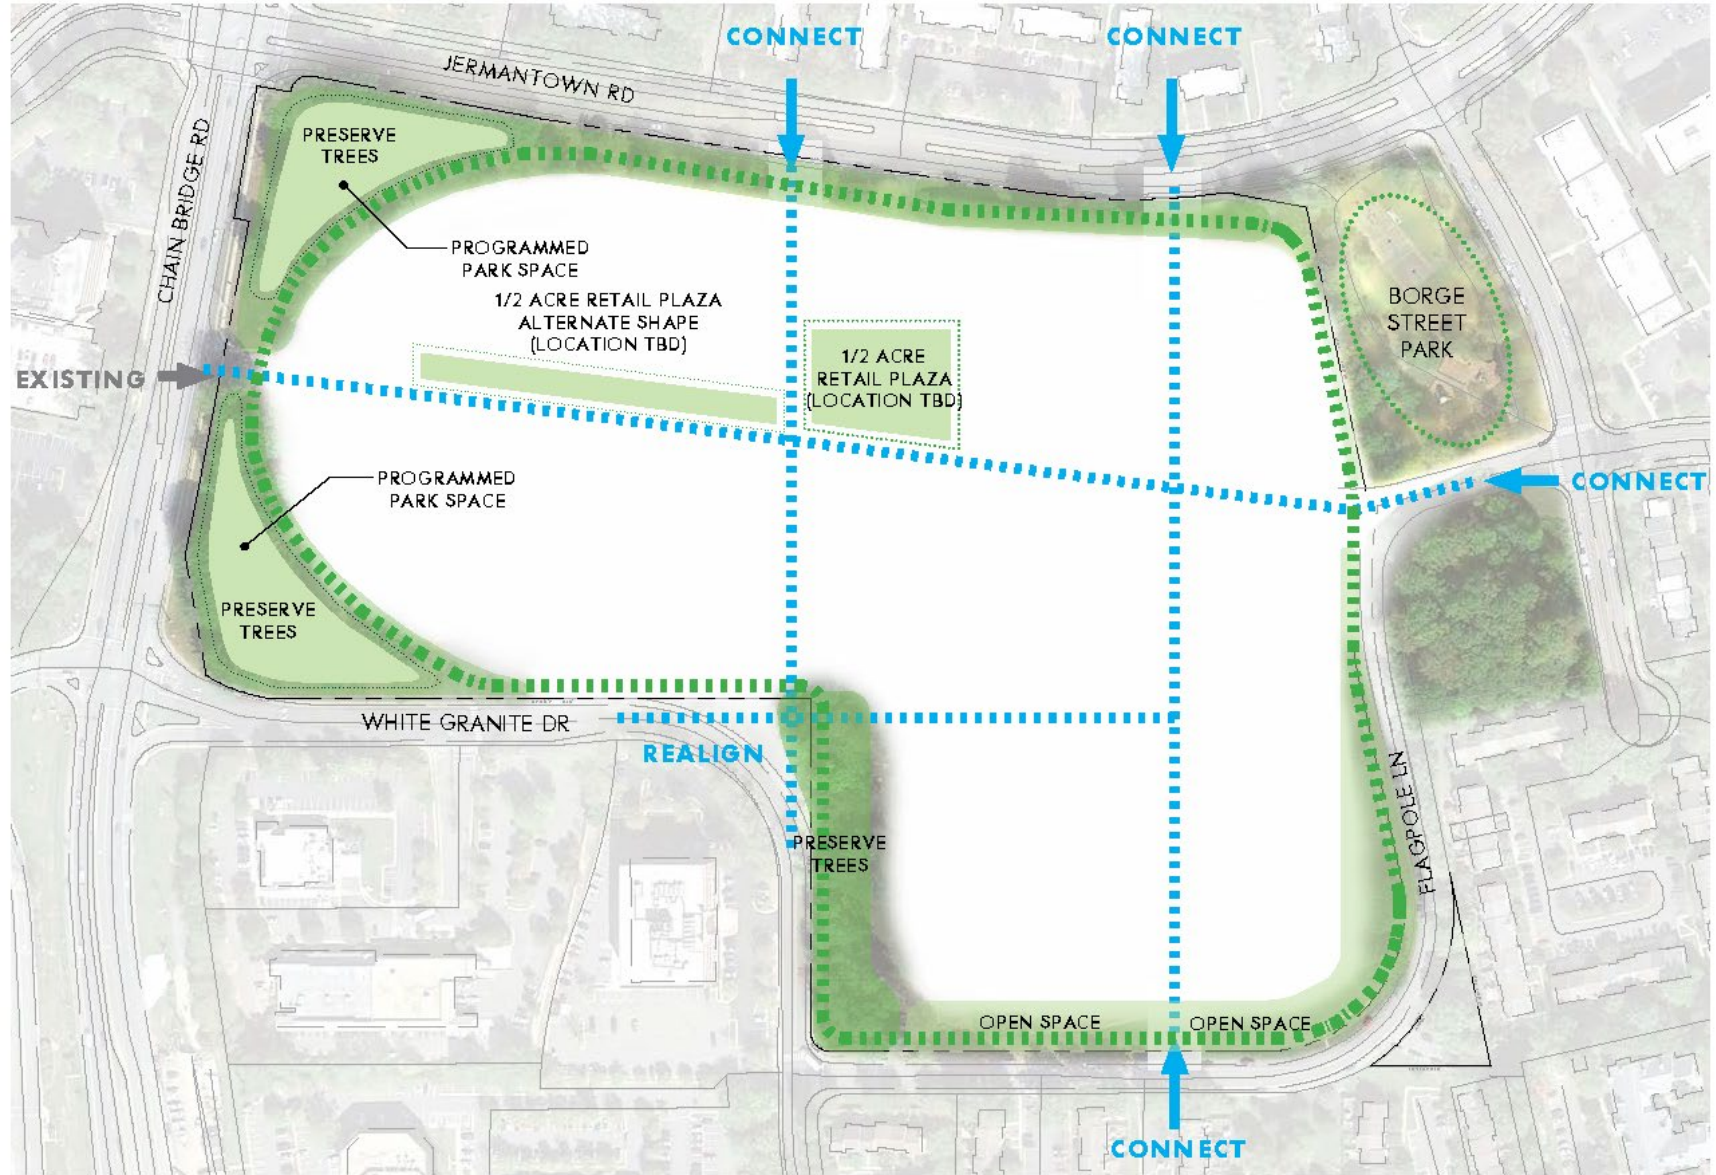 CONNECT
CONNECT
JERMANTOWN RD
CHAIN BRIDGE RD
PRESERVE
TREES
PROGRAMMED
PARK SPACE
1/2 ACRE RETAIL PLAZA
ALTERNATE SHAPE
(LOCATION TBD)
1/2 ACRE
RETAIL PLAZA
(LOCATION TBD)
BORGE
STREET
PARK
EXISTING
CONNECT
PROGRAMMED
PARK SPACE
PRESERVE
TREES
WHITE GRANITE DR
REALIGN
PRESERVE
TREES
FLAGPOLE LN
OPEN SPACE
OPEN SPACE
CONNECT